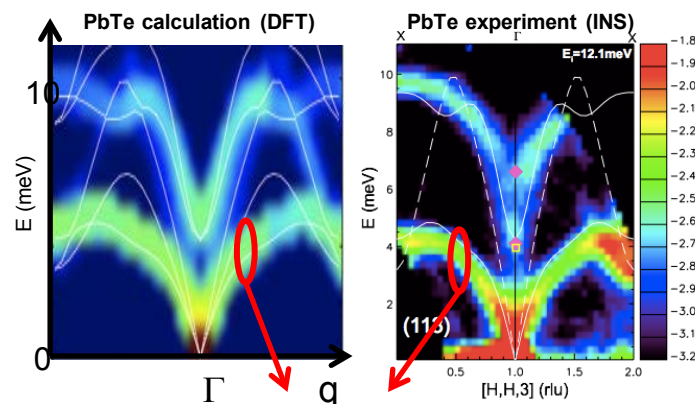 PbTe calculation (DFT)
E (meV)
10
0
Γ
q
PbTe experiment (INS)
X
Γ
X
Ei=12.1meV
E (meV)
10
8
6
4
2
(113)
0.5
1.0
1.5
2.0
[H,H,3] (rlu)
-1.8
-1.9
-2.0
-2.1
-2.2
-2.3
-2.4
-2.5
-2.6
-2.7
-2.8
-2.9
-3.0
-3.1
-3.2